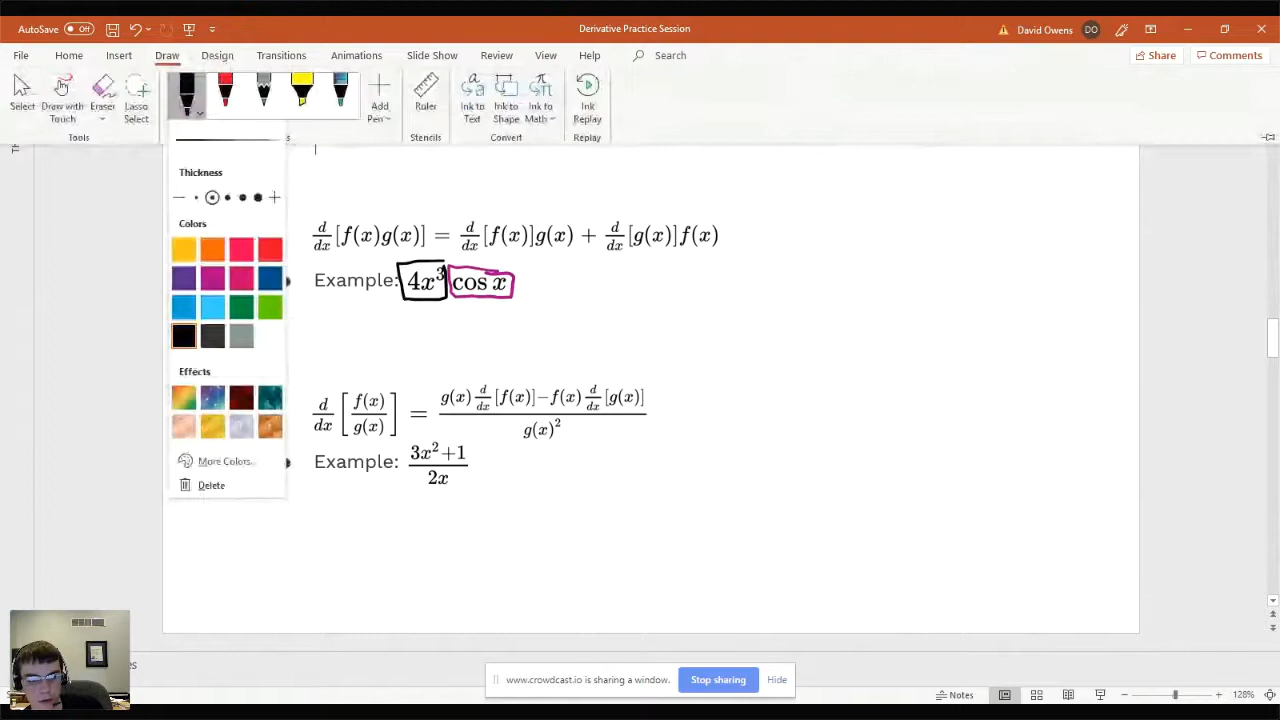 AutoSave Off
Derivative Practice Session
David Owens DO
File Home Insert Draw Design Transitions Animations Slide Show Review View Help Search
Share Comments
Select Draw with Touch Eraser Lasso Select
Add Pen
Ruler
Ink to Text Ink to Shape Ink to Math
Ink Replay
Tools
Stencils
Convert
Replay
Thickness
Colors
Effects
More Colors...
Delete
d/dx [f(x)g(x)] = d/dx [f(x)]g(x) + d/dx [g(x)]f(x)
Example: 4x³ cos x
d/dx [f(x)/g(x)] = (g(x) d/dx [f(x)]−f(x) d/dx [g(x)])/g(x)²
Example: (3x²+1)/2x
www.crowdcast.io is sharing a window. Stop sharing Hide
Notes
128%